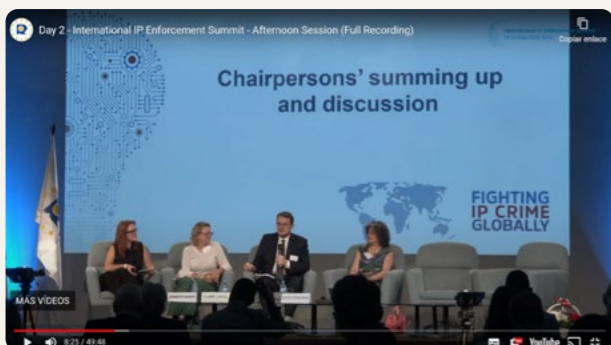 Day 2 - International IP Enforcement Summit - Afternoon Session (Full Recording)
Copiar enlace
Chairpersons' summing up
and discussion
FIGHTING
IP CRIME
GLOBALLY
MÁS VÍDEOS
8:25 / 49:48
YouTube